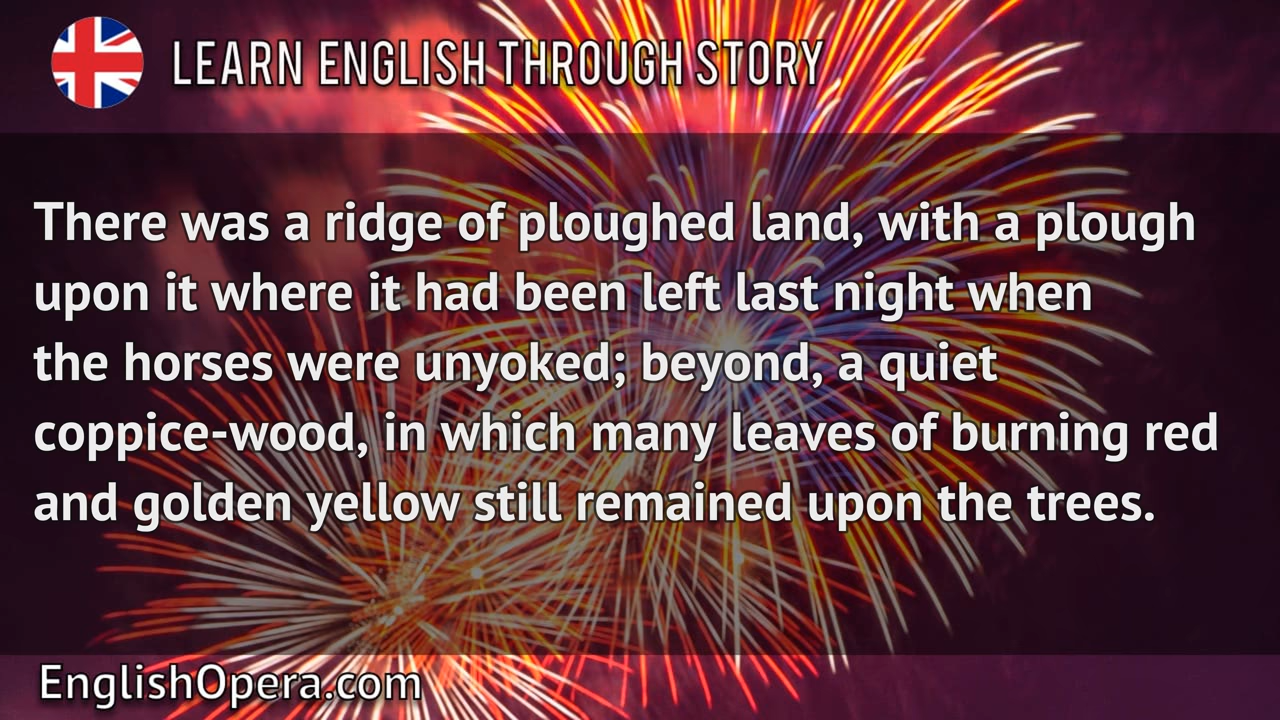 LEARN ENGLISH THROUGH STORY
There was a ridge of ploughed land, with a plough
upon it where it had been left last night when
the horses were unyoked; beyond, a quiet
coppice-wood, in which many leaves of burning red
and golden yellow still remained upon the trees.
EnglishOpera.com